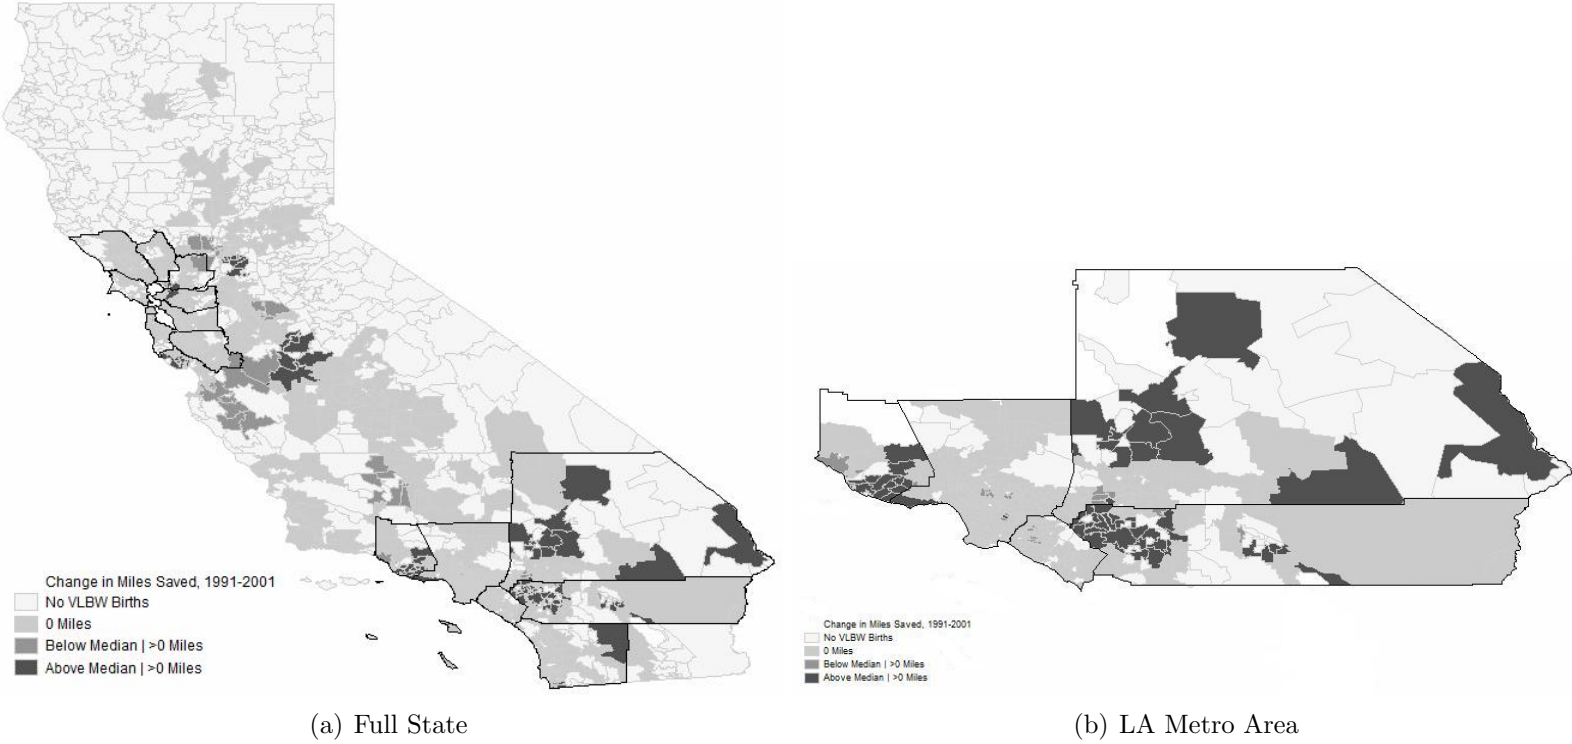 Change in Miles Saved, 1991-2001
No VLBW Births
0 Miles
Below Median | >0 Miles
Above Median | >0 Miles
(a) Full State
Change in Miles Saved, 1991-2001
No VLBW Births
0 Miles
Below Median | >0 Miles
Above Median | >0 Miles
(b) LA Metro Area